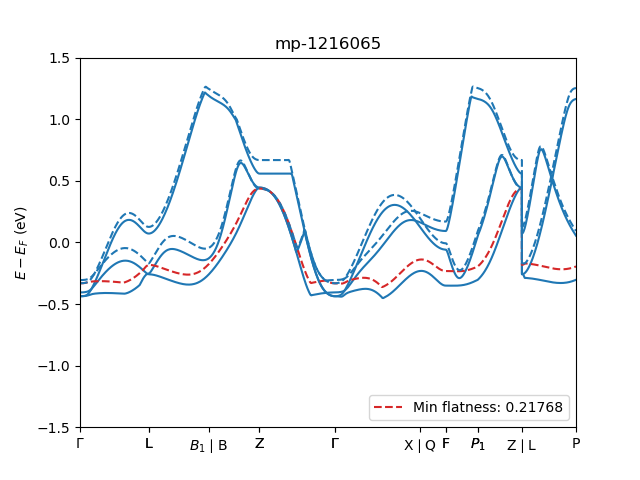 mp-1216065
1.5
1.0
0.5
0.0
−0.5
−1.0
−1.5
E − E_F (eV)
Min flatness: 0.21768
Γ L B₁ | B Z Γ X | Q F P₁ Z | L P